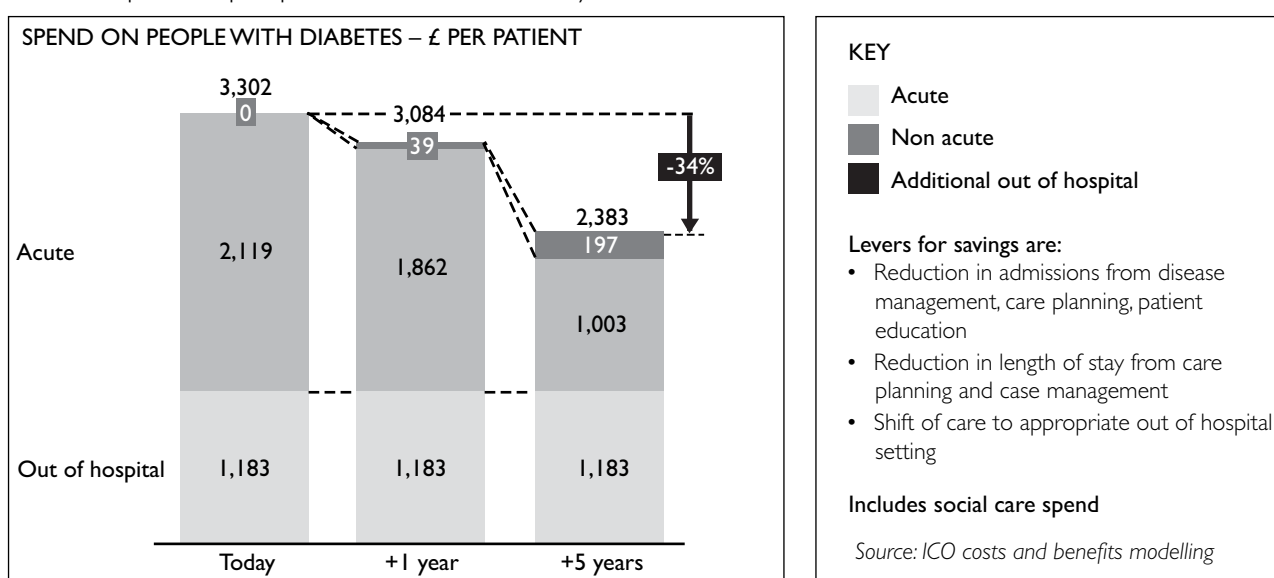 SPEND ON PEOPLE WITH DIABETES – £ PER PATIENT
3,302
0
3,084
39
-34%
2,383
197
Acute
2,119
1,862
1,003
Out of hospital
1,183
1,183
1,183
Today
+1 year
+5 years
KEY
Acute
Non acute
Additional out of hospital
Levers for savings are:
• Reduction in admissions from disease
management, care planning, patient
education
• Reduction in length of stay from care
planning and case management
• Shift of care to appropriate out of hospital
setting
Includes social care spend
Source: ICO costs and benefits modelling